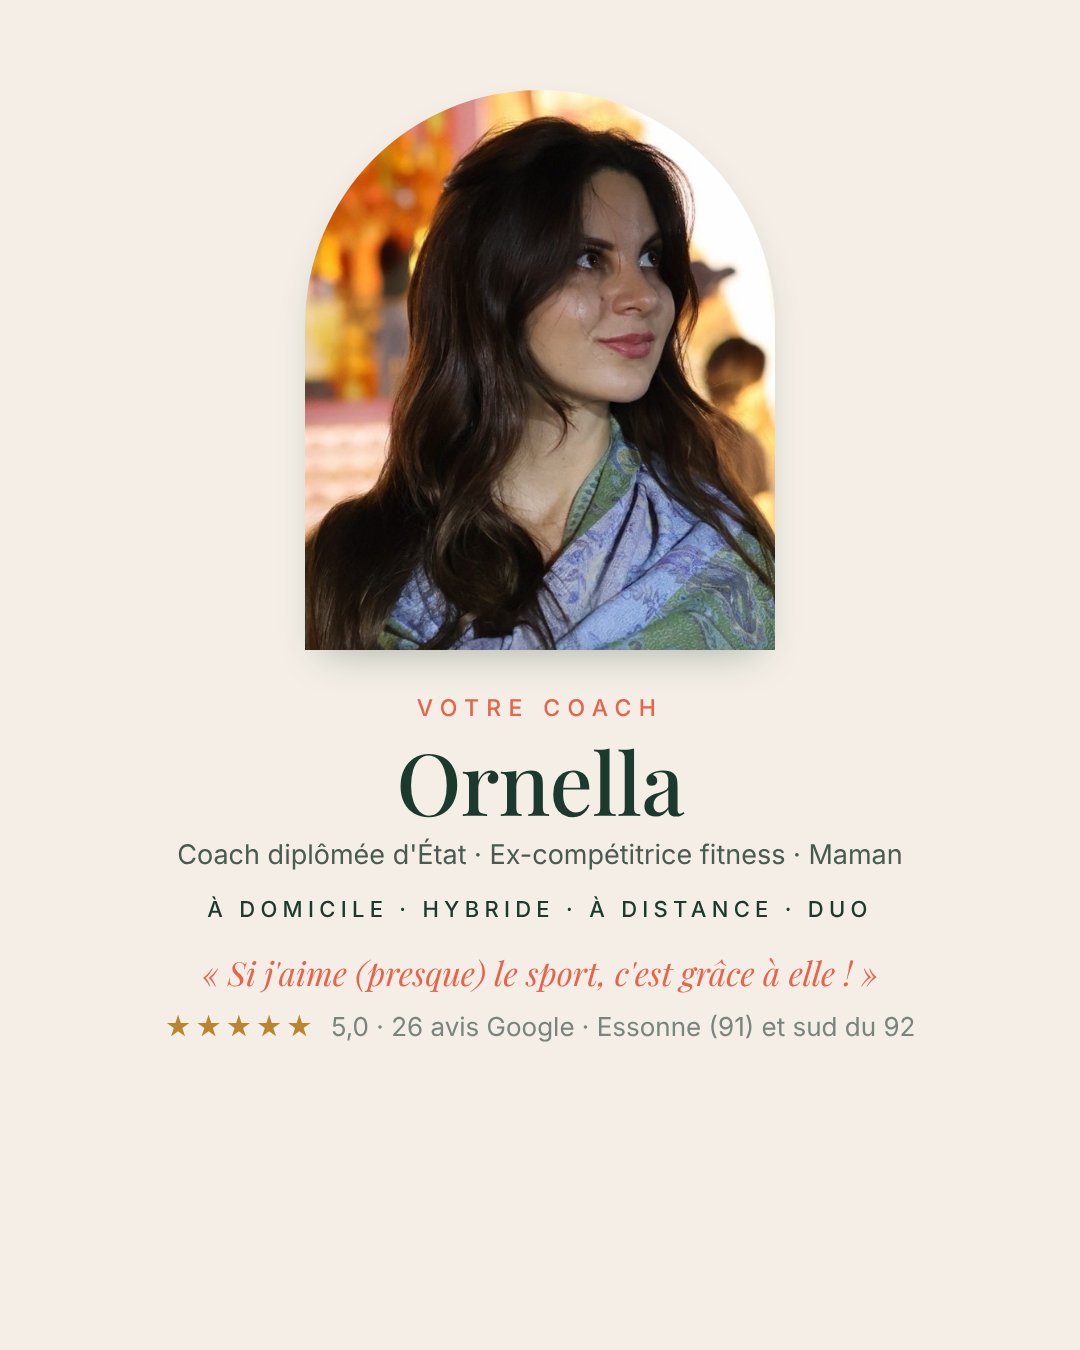 VOTRE COACH
Ornella
Coach diplômée d'État · Ex-compétitrice fitness · Maman
À DOMICILE · HYBRIDE · À DISTANCE · DUO
« Si j'aime (presque) le sport, c'est grâce à elle ! »
★★★★★ 5,0 · 26 avis Google · Essonne (91) et sud du 92